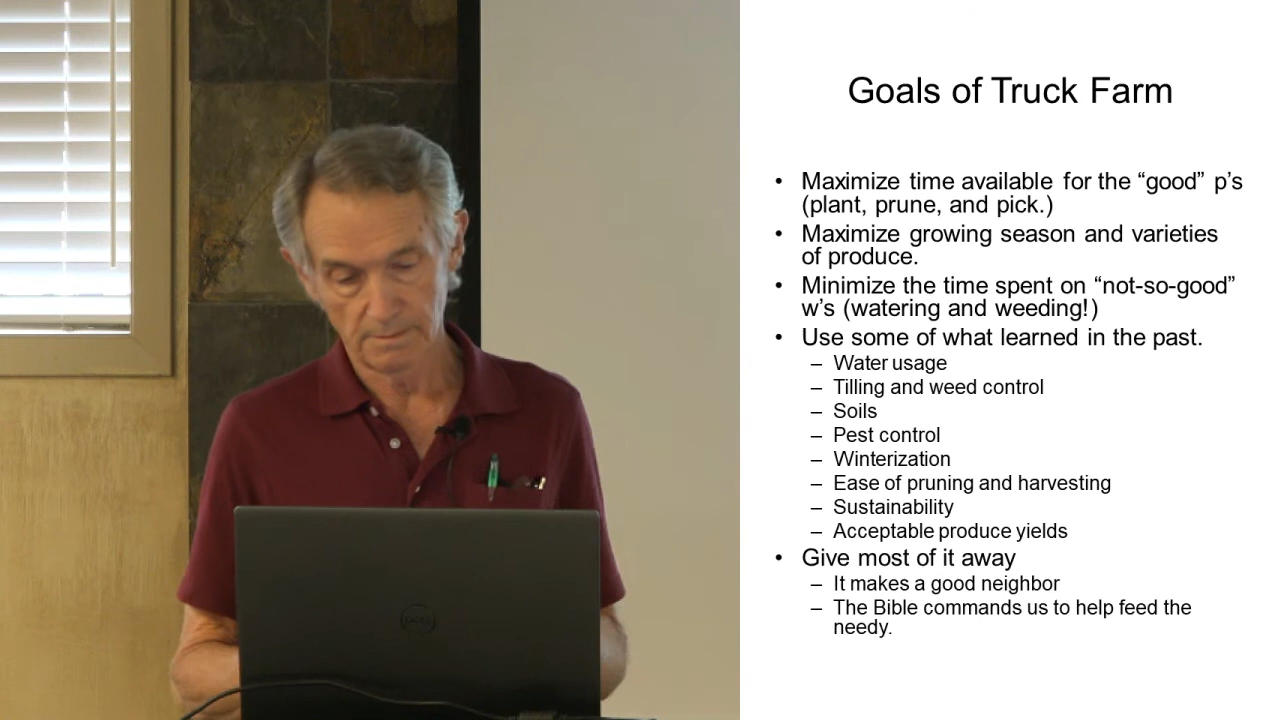 Goals of Truck Farm
• Maximize time available for the “good” p’s
(plant, prune, and pick.)
• Maximize growing season and varieties
of produce.
• Minimize the time spent on “not-so-good”
w’s (watering and weeding!)
• Use some of what learned in the past.
– Water usage
– Tilling and weed control
– Soils
– Pest control
– Winterization
– Ease of pruning and harvesting
– Sustainability
– Acceptable produce yields
• Give most of it away
– It makes a good neighbor
– The Bible commands us to help feed the
needy.
DELL